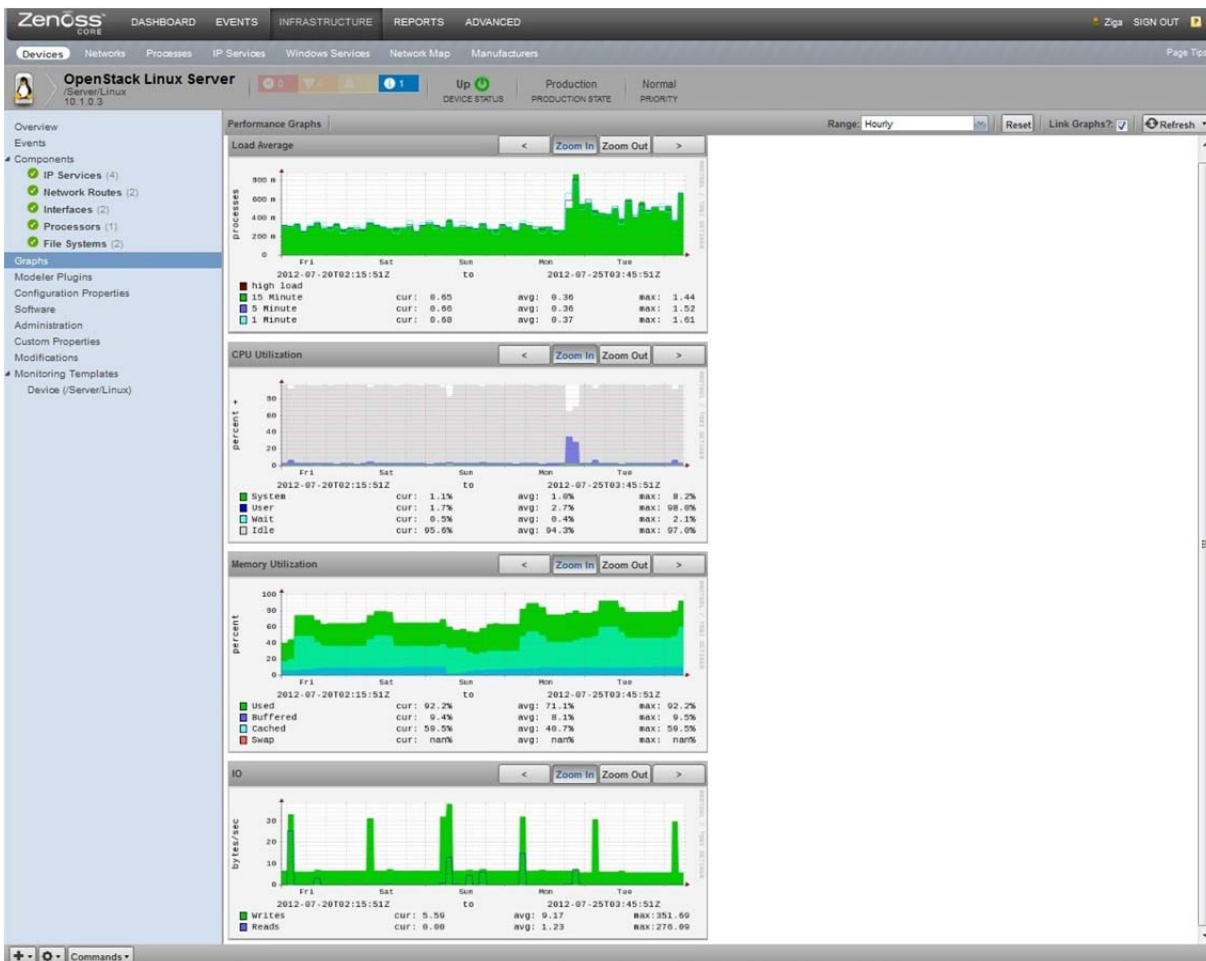 Zenoss CORE DASHBOARD EVENTS INFRASTRUCTURE REPORTS ADVANCED Ziga SIGN OUT ?
Devices Networks Processes IP Services Windows Services Network Map Manufacturers Page Tips
OpenStack Linux Server
/Server/Linux
10.1.0.3
0 1
Up
DEVICE STATUS
Production
PRODUCTION STATE
Normal
PRIORITY
Overview
Events
Components
IP Services (4)
Network Routes (2)
Interfaces (2)
Processors (1)
File Systems (2)
Graphs
Modeler Plugins
Configuration Properties
Software
Administration
Custom Properties
Modifications
Monitoring Templates
Device (/Server/Linux)
Performance Graphs Range: Hourly Reset Link Graphs?: Refresh
Load Average < Zoom In Zoom Out >
processes
800 m
600 m
400 m
200 m
0
Fri Sat Sun Mon Tue
2012-07-20T02:15:51Z to 2012-07-25T03:45:51Z
high load
15 Minute cur: 0.65 avg: 0.36 max: 1.44
5 Minute cur: 0.66 avg: 0.36 max: 1.52
1 Minute cur: 0.68 avg: 0.37 max: 1.61
CPU Utilization < Zoom In Zoom Out >
percent +
80
60
40
20
0
Fri Sat Sun Mon Tue
2012-07-20T02:15:51Z to 2012-07-25T03:45:51Z
System cur: 1.1% avg: 1.0% max: 8.2%
User cur: 1.7% avg: 2.7% max: 98.0%
Wait cur: 0.5% avg: 0.4% max: 2.1%
Idle cur: 95.6% avg: 94.3% max: 97.0%
Memory Utilization < Zoom In Zoom Out >
percent
100
80
60
40
20
0
Fri Sat Sun Mon Tue
2012-07-20T02:15:51Z to 2012-07-25T03:45:51Z
Used cur: 92.2% avg: 71.1% max: 92.2%
Buffered cur: 9.4% avg: 8.1% max: 9.5%
Cached cur: 59.5% avg: 40.7% max: 59.5%
Swap cur: nan% avg: nan% max: nan%
IO < Zoom In Zoom Out >
bytes/sec
30
20
10
0
Fri Sat Sun Mon Tue
2012-07-20T02:15:51Z to 2012-07-25T03:45:51Z
Writes cur: 5.59 avg: 9.17 max:351.69
Reads cur: 0.00 avg: 1.23 max:276.09
Commands